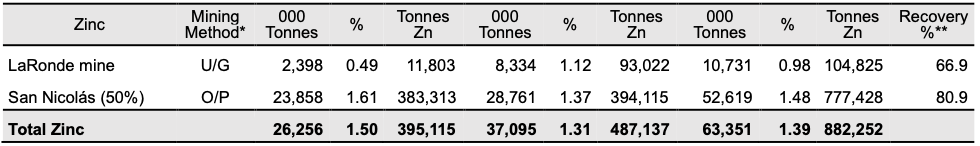 Zinc Mining Method* 000 Tonnes % Tonnes Zn 000 Tonnes % Tonnes Zn 000 Tonnes % Tonnes Zn Recovery %**
LaRonde mine U/G 2,398 0.49 11,803 8,334 1.12 93,022 10,731 0.98 104,825 66.9
San Nicolás (50%) O/P 23,858 1.61 383,313 28,761 1.37 394,115 52,619 1.48 777,428 80.9
Total Zinc 26,256 1.50 395,115 37,095 1.31 487,137 63,351 1.39 882,252